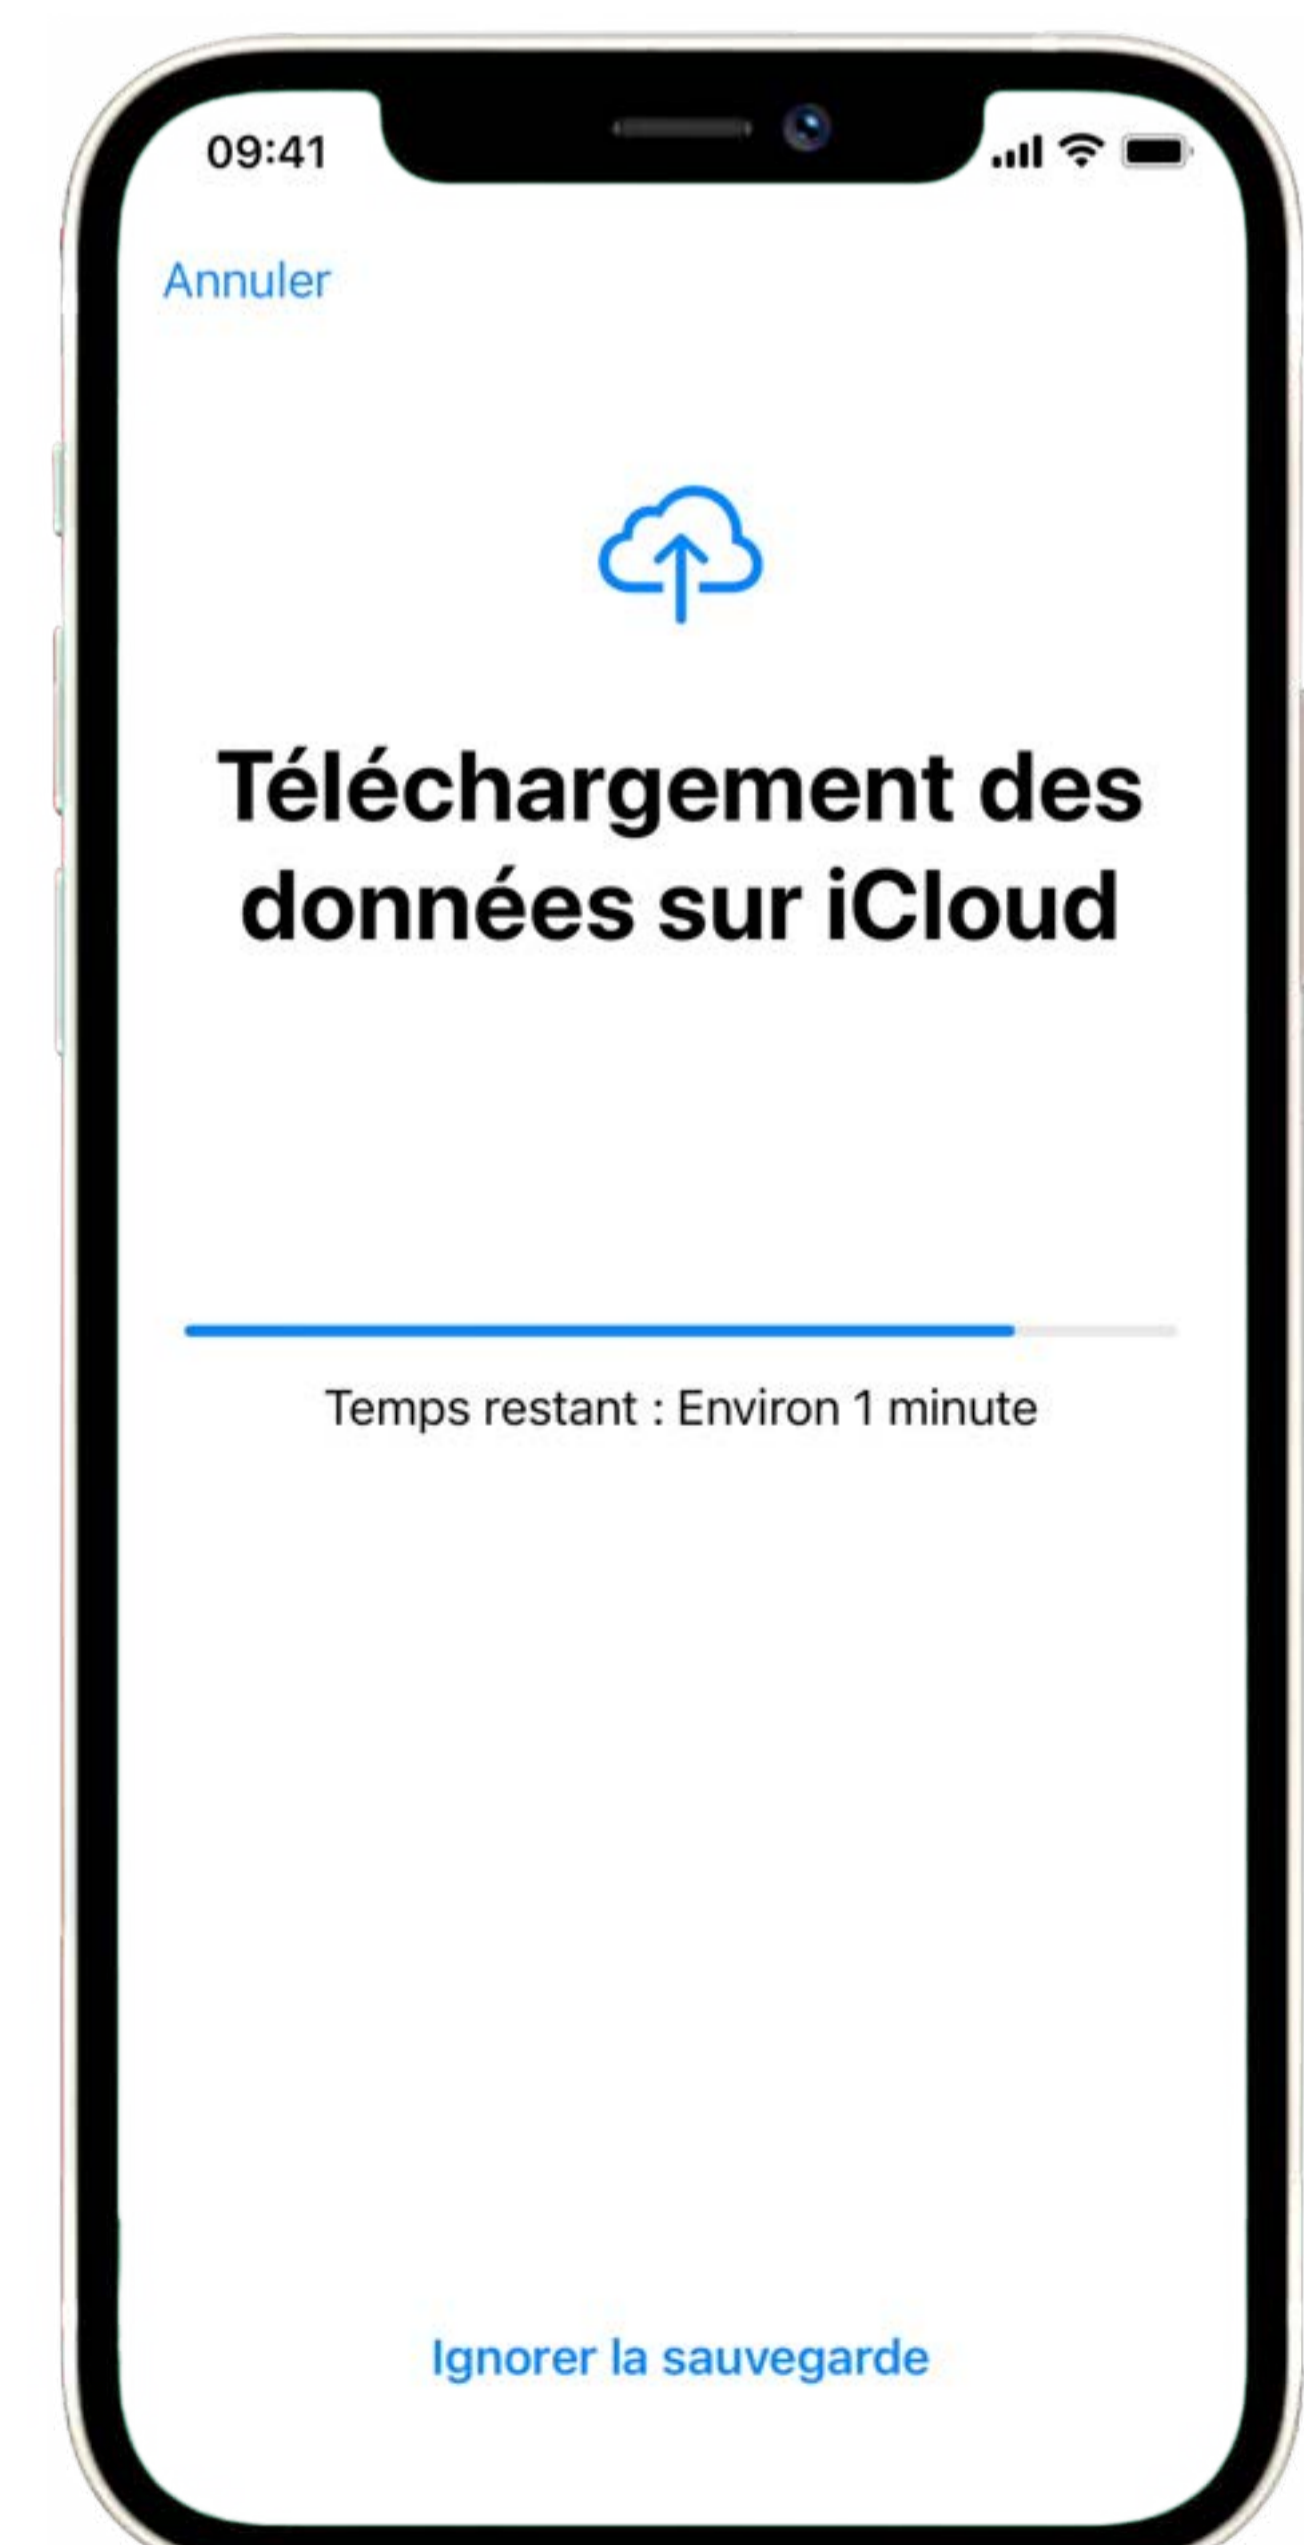 09:41
Annuler
Téléchargement des
données sur iCloud
Temps restant : Environ 1 minute
Ignorer la sauvegarde